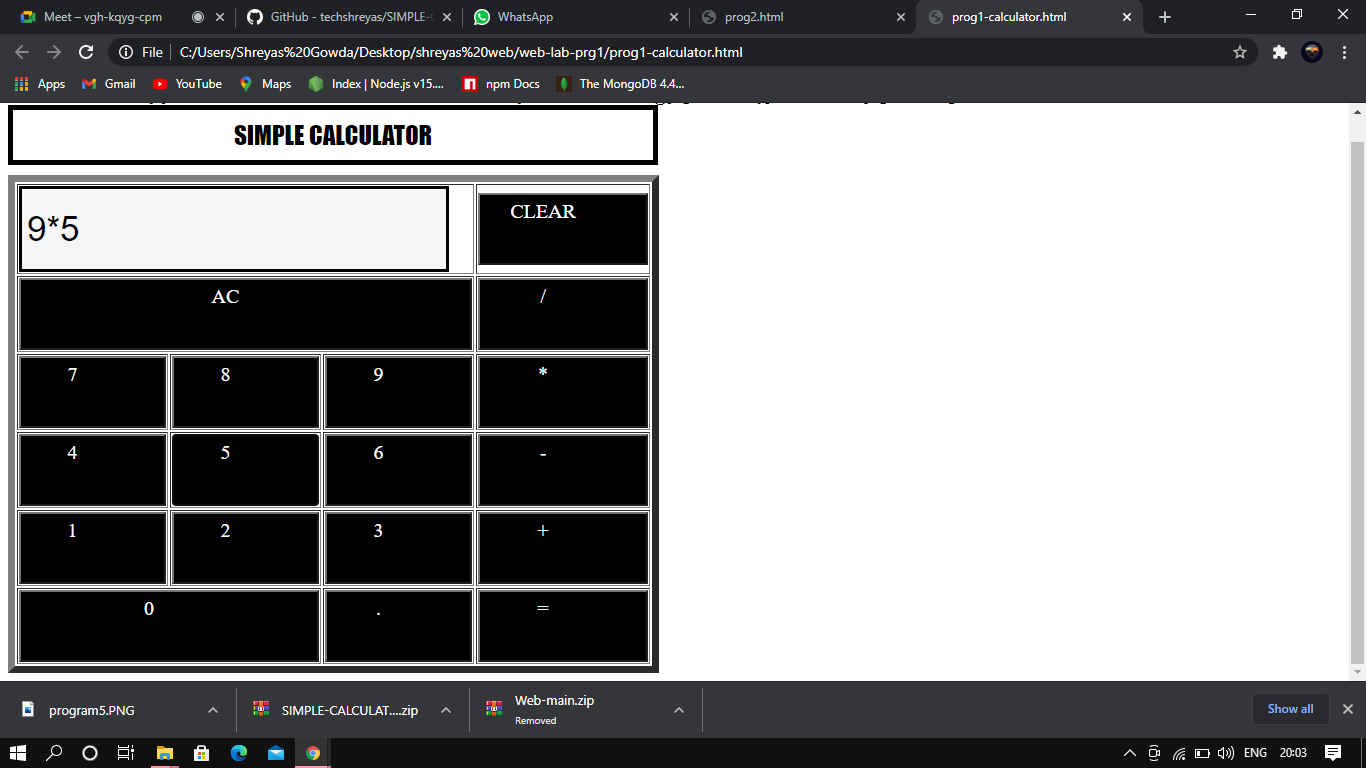 Meet – vgh-kqyg-cpm
GitHub - techshreyas/SIMPLE-
WhatsApp
prog2.html
prog1-calculator.html
File
C:/Users/Shreyas%20Gowda/Desktop/shreyas%20web/web-lab-prg1/prog1-calculator.html
Apps
Gmail
YouTube
Maps
Index | Node.js v15....
npm Docs
The MongoDB 4.4...
SIMPLE CALCULATOR
9*5
CLEAR
AC
/
7
8
9
*
4
5
6
-
1
2
3
+
0
.
=
program5.PNG
SIMPLE-CALCULAT....zip
Web-main.zip
Removed
Show all
ENG
20:03